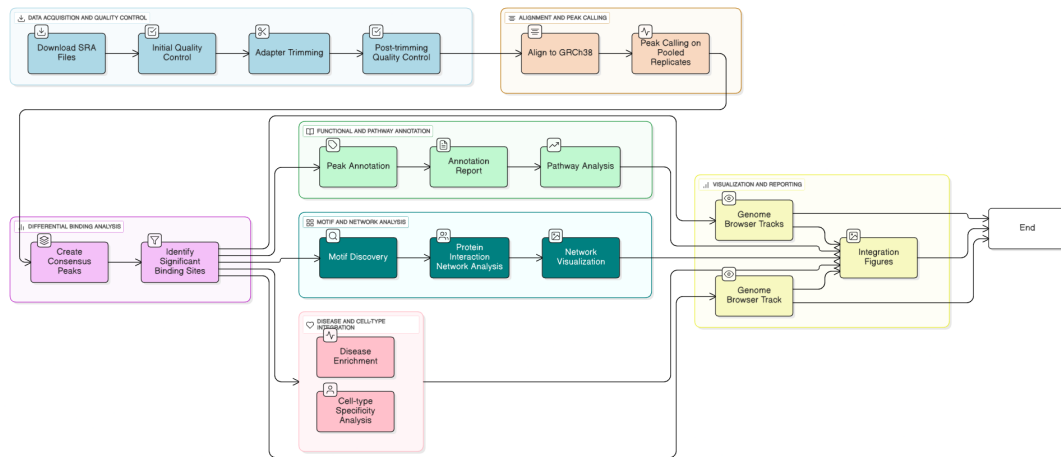 DATA ACQUISITION AND QUALITY CONTROL
Download SRA
Files
Initial Quality
Control
Adapter Trimming
Post-trimming
Quality Control
ALIGNMENT AND PEAK CALLING
Align to GRCh38
Peak Calling on
Pooled
Replicates
FUNCTIONAL AND PATHWAY ANNOTATION
Peak Annotation
Annotation
Report
Pathway Analysis
DIFFERENTIAL BINDING ANALYSIS
Create
Consensus
Peaks
Identify
Significant
Binding Sites
MOTIF AND NETWORK ANALYSIS
Motif Discovery
Protein
Interaction
Network Analysis
Network
Visualization
DISEASE AND CELL-TYPE
INTEGRATION
Disease
Enrichment
Cell-type
Specificity
Analysis
VISUALIZATION AND REPORTING
Genome
Browser Tracks
Genome
Browser Track
Integration
Figures
End